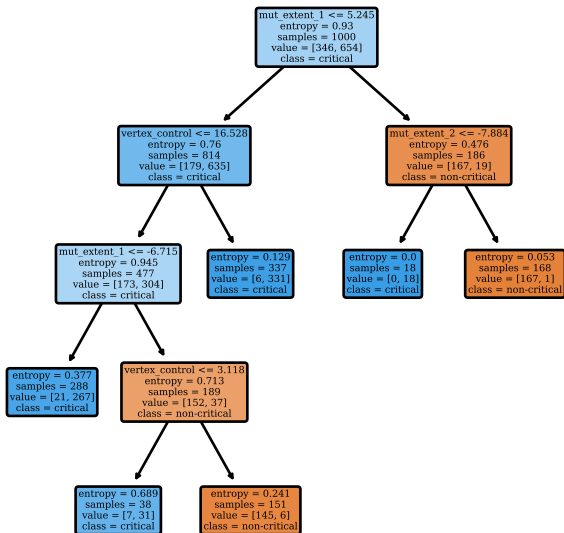 mut_extent_1 <= 5.245
entropy = 0.93
samples = 1000
value = [346, 654]
class = critical
vertex_control <= 16.528
entropy = 0.76
samples = 814
value = [179, 635]
class = critical
mut_extent_2 <= -7.884
entropy = 0.476
samples = 186
value = [167, 19]
class = non-critical
mut_extent_1 <= -6.715
entropy = 0.945
samples = 477
value = [173, 304]
class = critical
entropy = 0.129
samples = 337
value = [6, 331]
class = critical
entropy = 0.0
samples = 18
value = [0, 18]
class = critical
entropy = 0.053
samples = 168
value = [167, 1]
class = non-critical
entropy = 0.377
samples = 288
value = [21, 267]
class = critical
vertex_control <= 3.118
entropy = 0.713
samples = 189
value = [152, 37]
class = non-critical
entropy = 0.689
samples = 38
value = [7, 31]
class = critical
entropy = 0.241
samples = 151
value = [145, 6]
class = non-critical